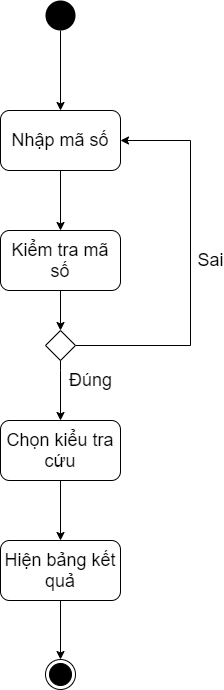 Nhập mã số
Kiểm tra mã
số
Sai
Đúng
Chọn kiểu tra
cứu
Hiện bảng kết
quả